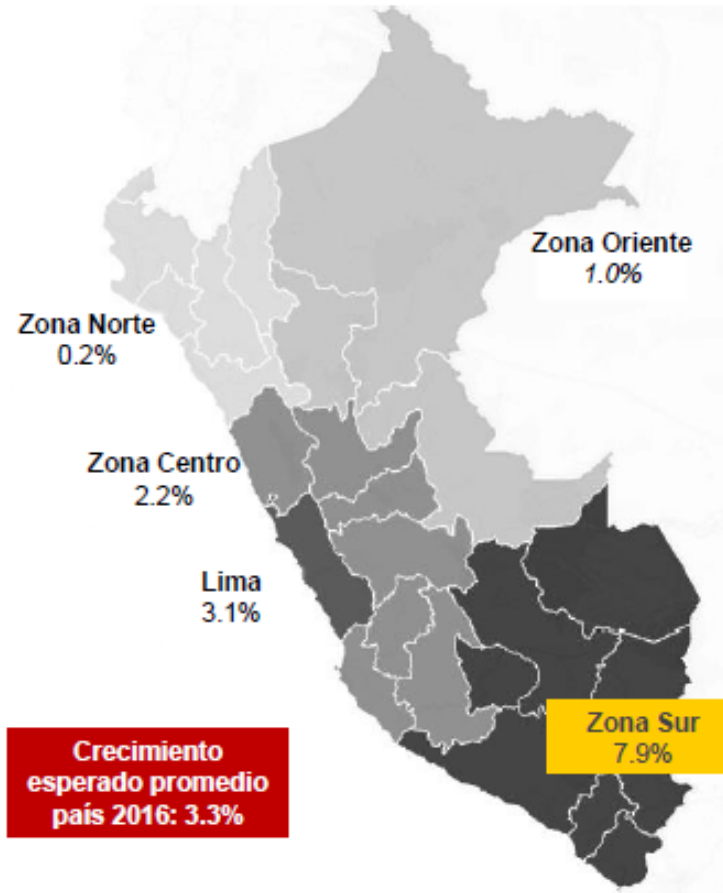 Zona Oriente
1.0%
Zona Norte
0.2%
Zona Centro
2.2%
Lima
3.1%
Zona Sur
7.9%
Crecimiento
esperado promedio
país 2016: 3.3%